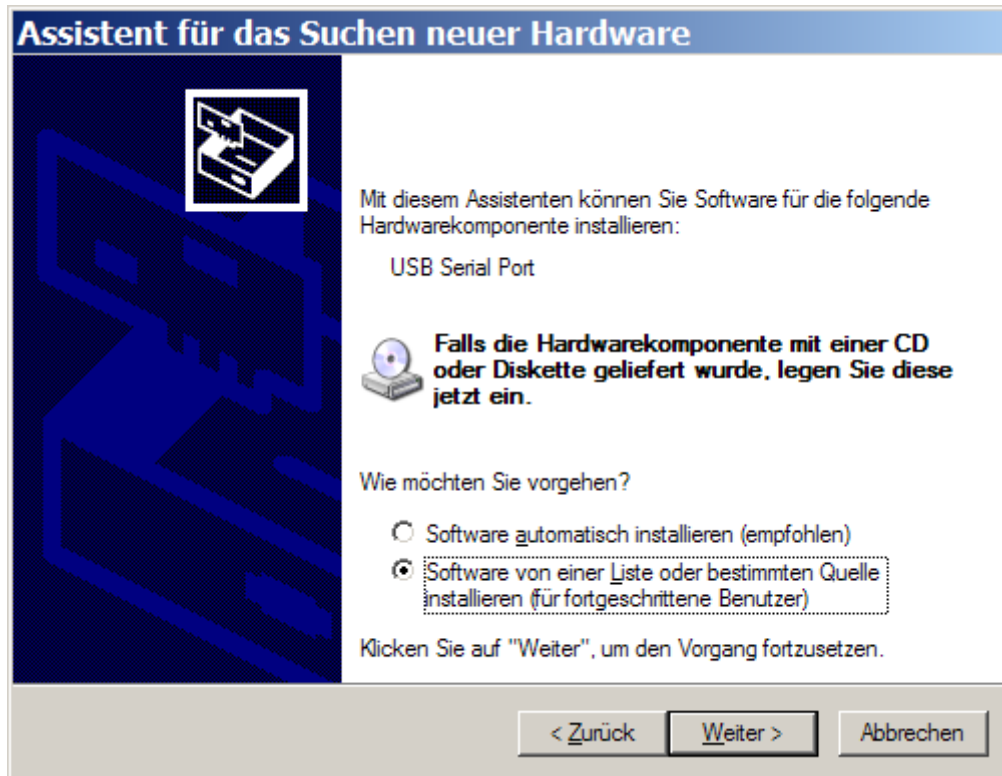 Assistent für das Suchen neuer Hardware
Mit diesem Assistenten können Sie Software für die folgende
Hardwarekomponente installieren:
USB Serial Port
Falls die Hardwarekomponente mit einer CD
oder Diskette geliefert wurde, legen Sie diese
jetzt ein.
Wie möchten Sie vorgehen?
Software automatisch installieren (empfohlen)
Software von einer Liste oder bestimmten Quelle
installieren (für fortgeschrittene Benutzer)
Klicken Sie auf "Weiter", um den Vorgang fortzusetzen.
< Zurück Weiter > Abbrechen